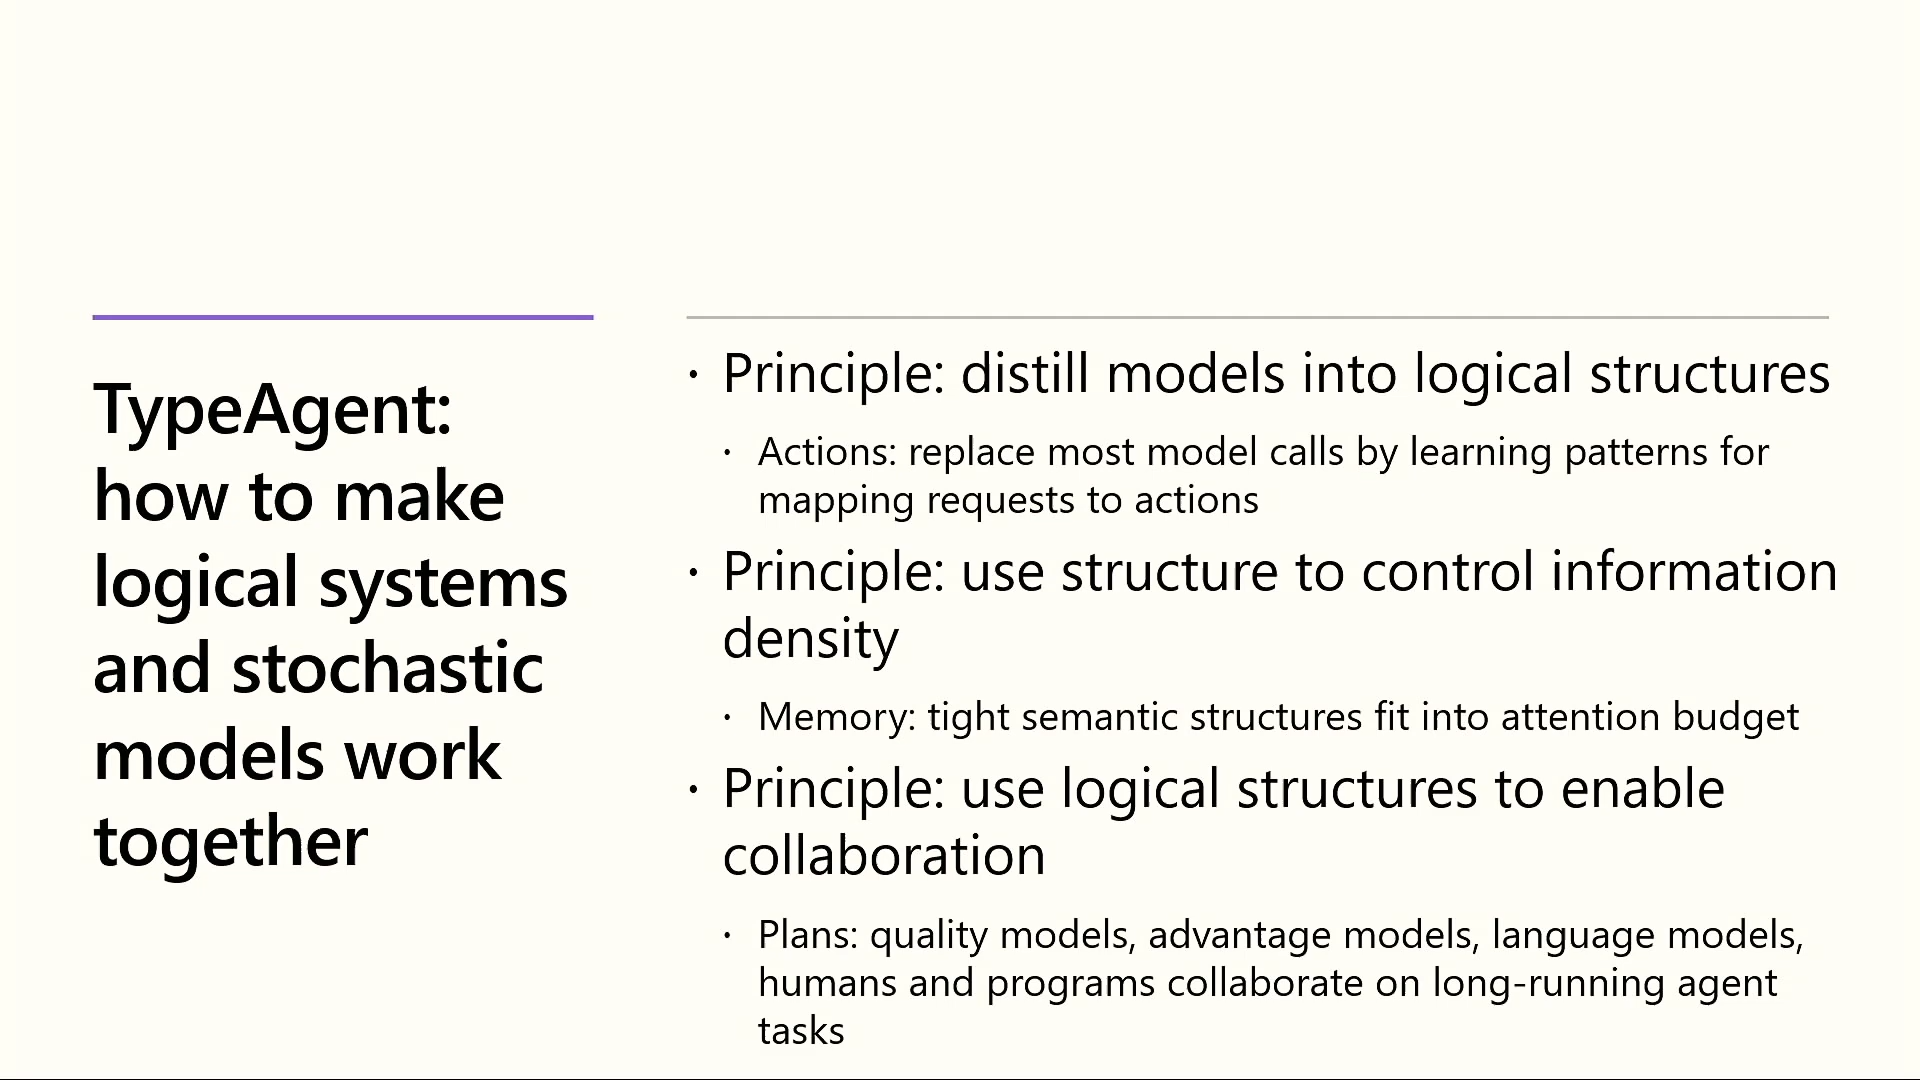 TypeAgent:
how to make
logical systems
and stochastic
models work
together
• Principle: distill models into logical structures
• Actions: replace most model calls by learning patterns for
mapping requests to actions
• Principle: use structure to control information
density
• Memory: tight semantic structures fit into attention budget
• Principle: use logical structures to enable
collaboration
• Plans: quality models, advantage models, language models,
humans and programs collaborate on long-running agent
tasks